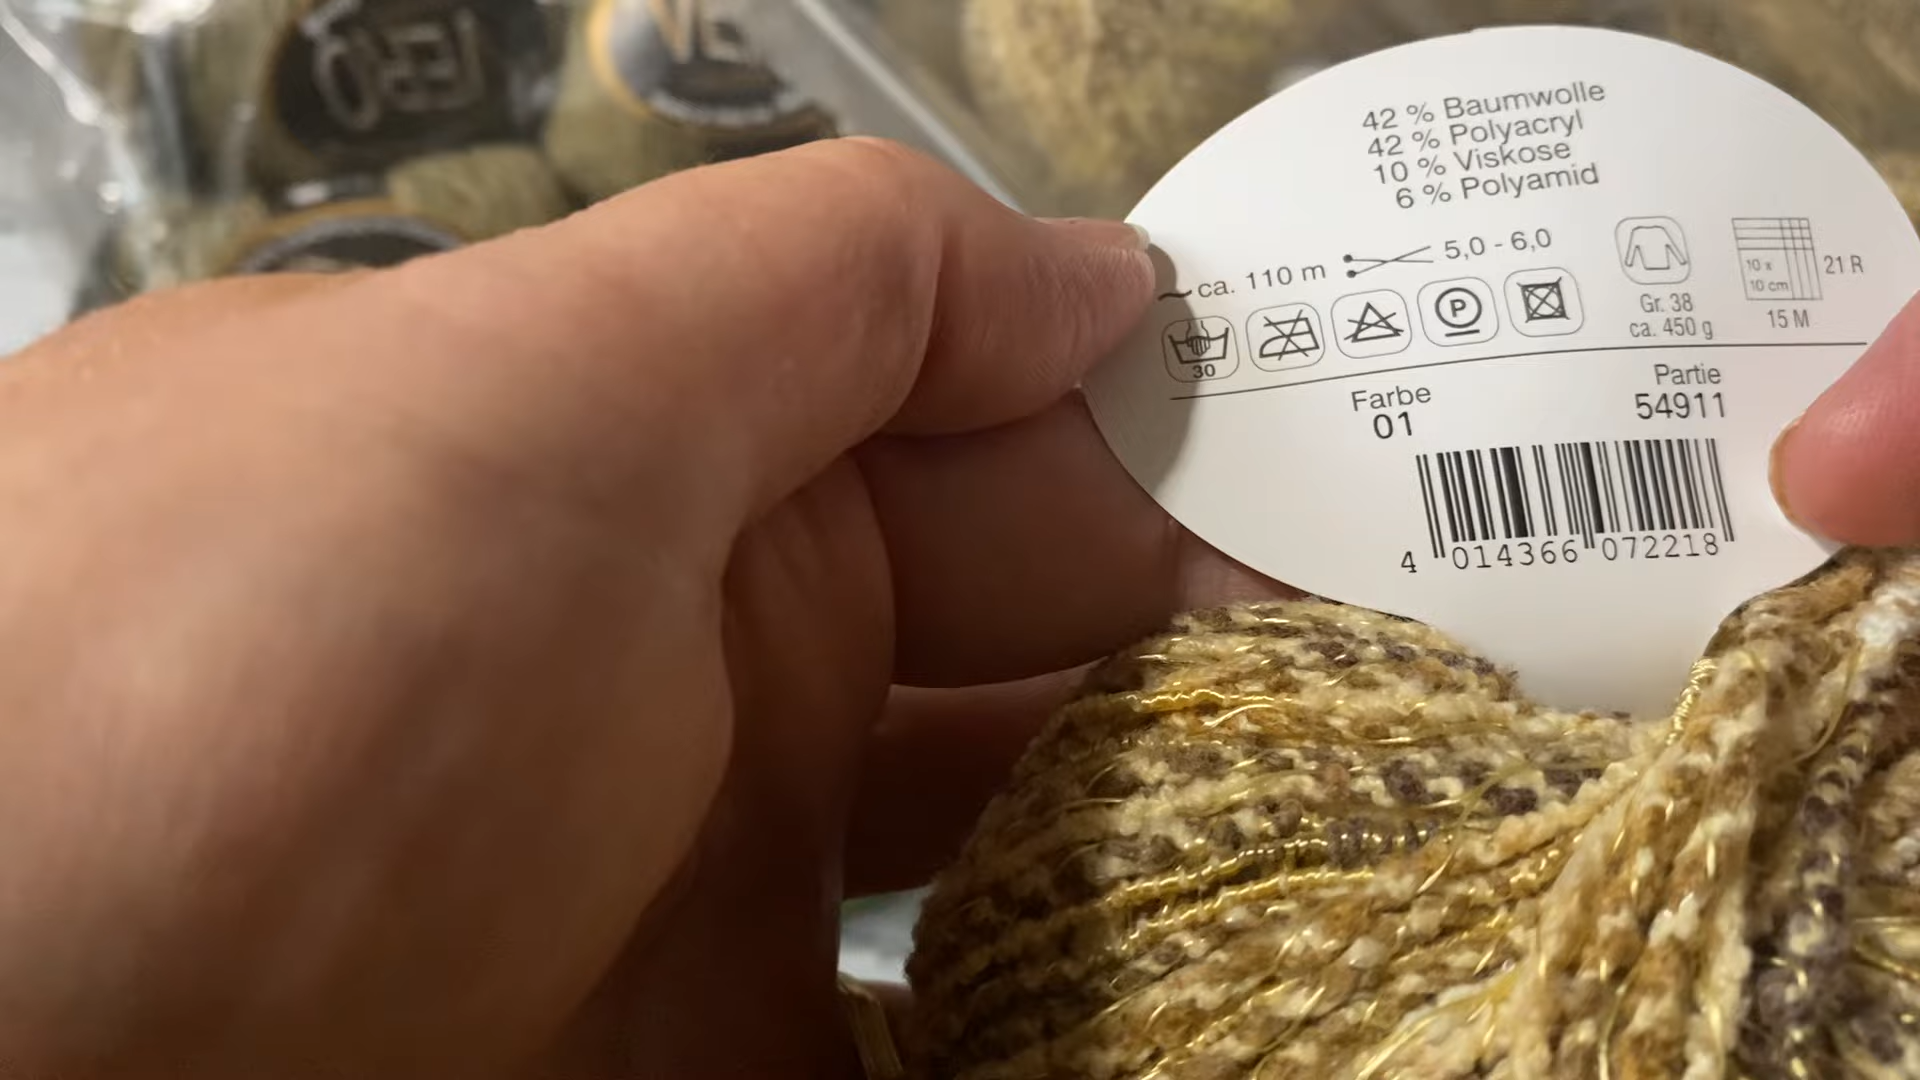 42 % Baumwolle
42 % Polyacryl
10 % Viskose
6 % Polyamid
ca. 110 m
5,0 - 6,0
30
P
Gr. 38
ca. 450 g
10 x
10 cm
21 R
15 M
Farbe
01
Partie
54911
4 014366 072218